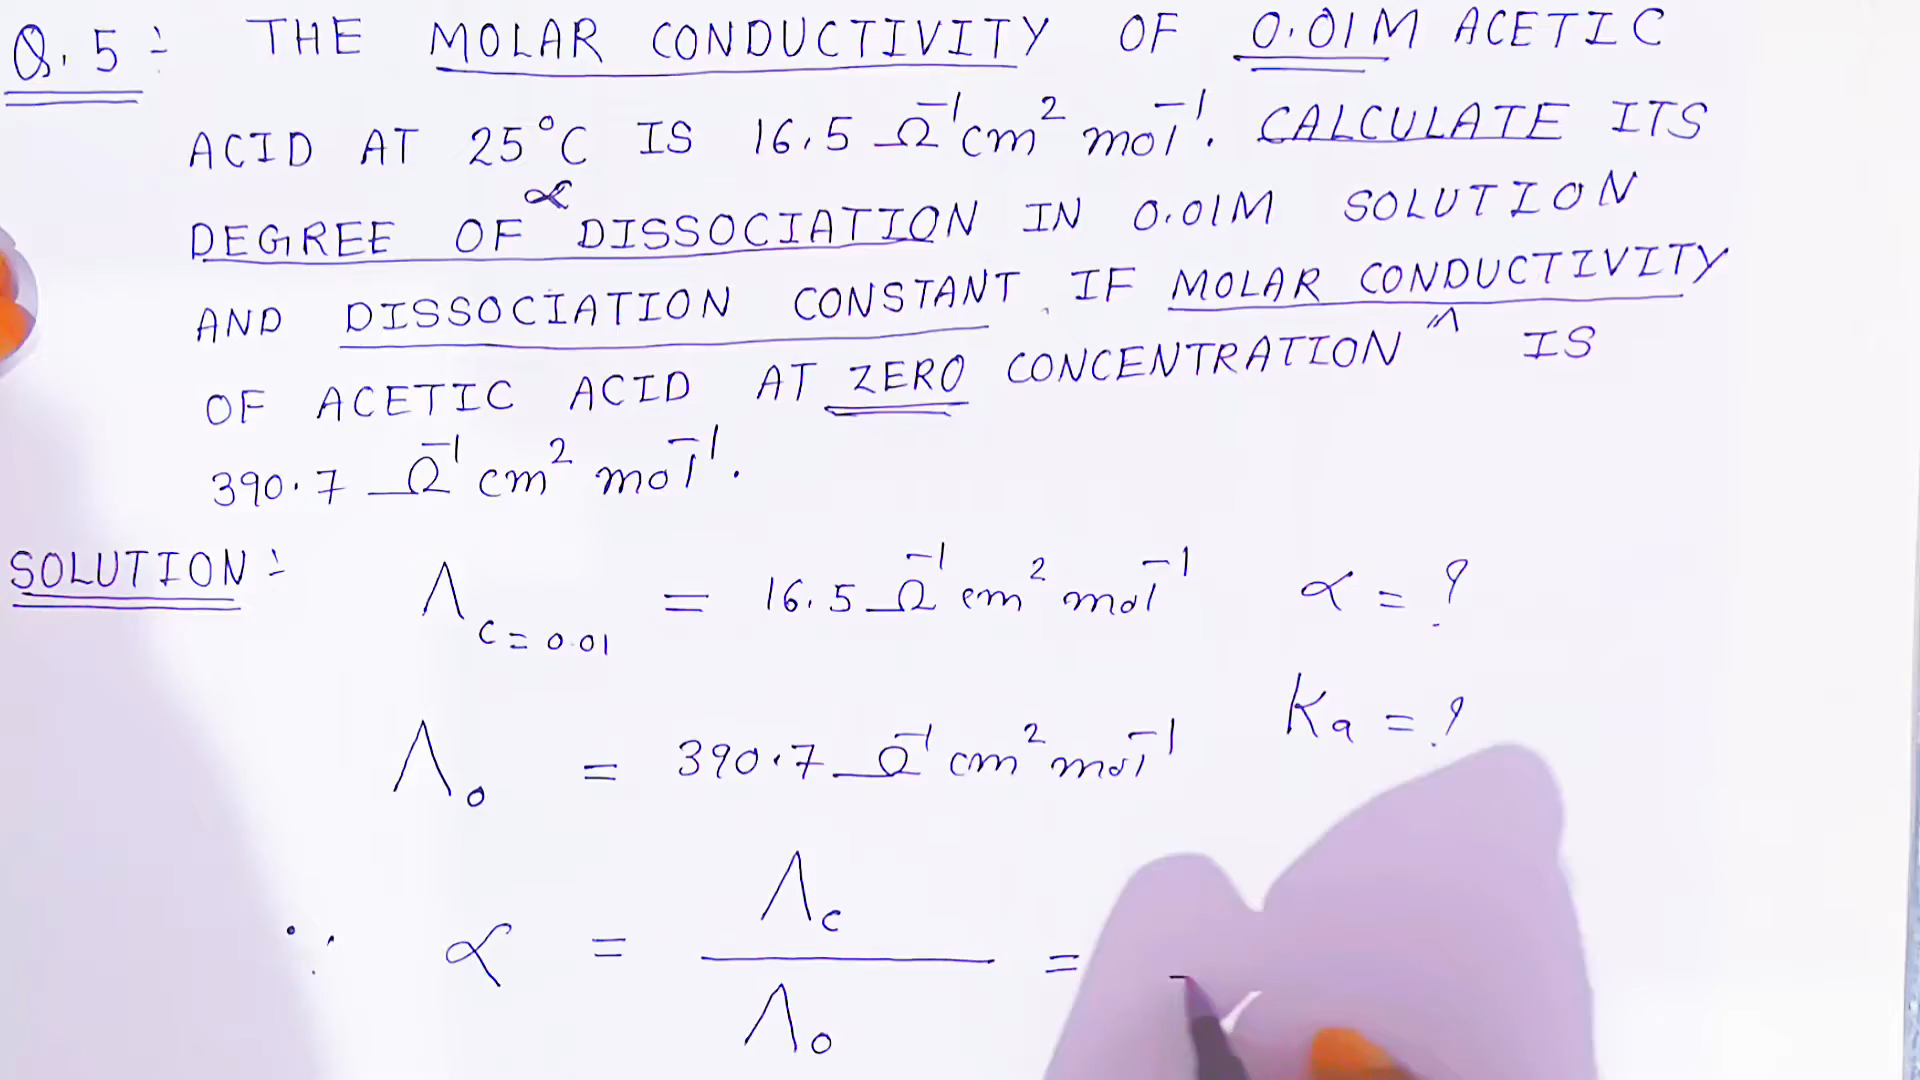 Q.5:- THE MOLAR CONDUCTIVITY OF 0.01M ACETIC
ACID AT 25°C IS 16.5 Ω⁻¹cm² mol⁻¹. CALCULATE ITS
DEGREE OF α DISSOCIATION IN 0.01M SOLUTION
AND DISSOCIATION CONSTANT. IF MOLAR CONDUCTIVITY Λ
OF ACETIC ACID AT ZERO CONCENTRATION IS
390.7 Ω⁻¹ cm² mol⁻¹.
SOLUTION:- Λ c=0.01 = 16.5 Ω⁻¹ cm² mol⁻¹ α = ?
Λ₀ = 390.7 Ω⁻¹ cm² mol⁻¹ Ka = ?
∵ α = Λc / Λ₀ =